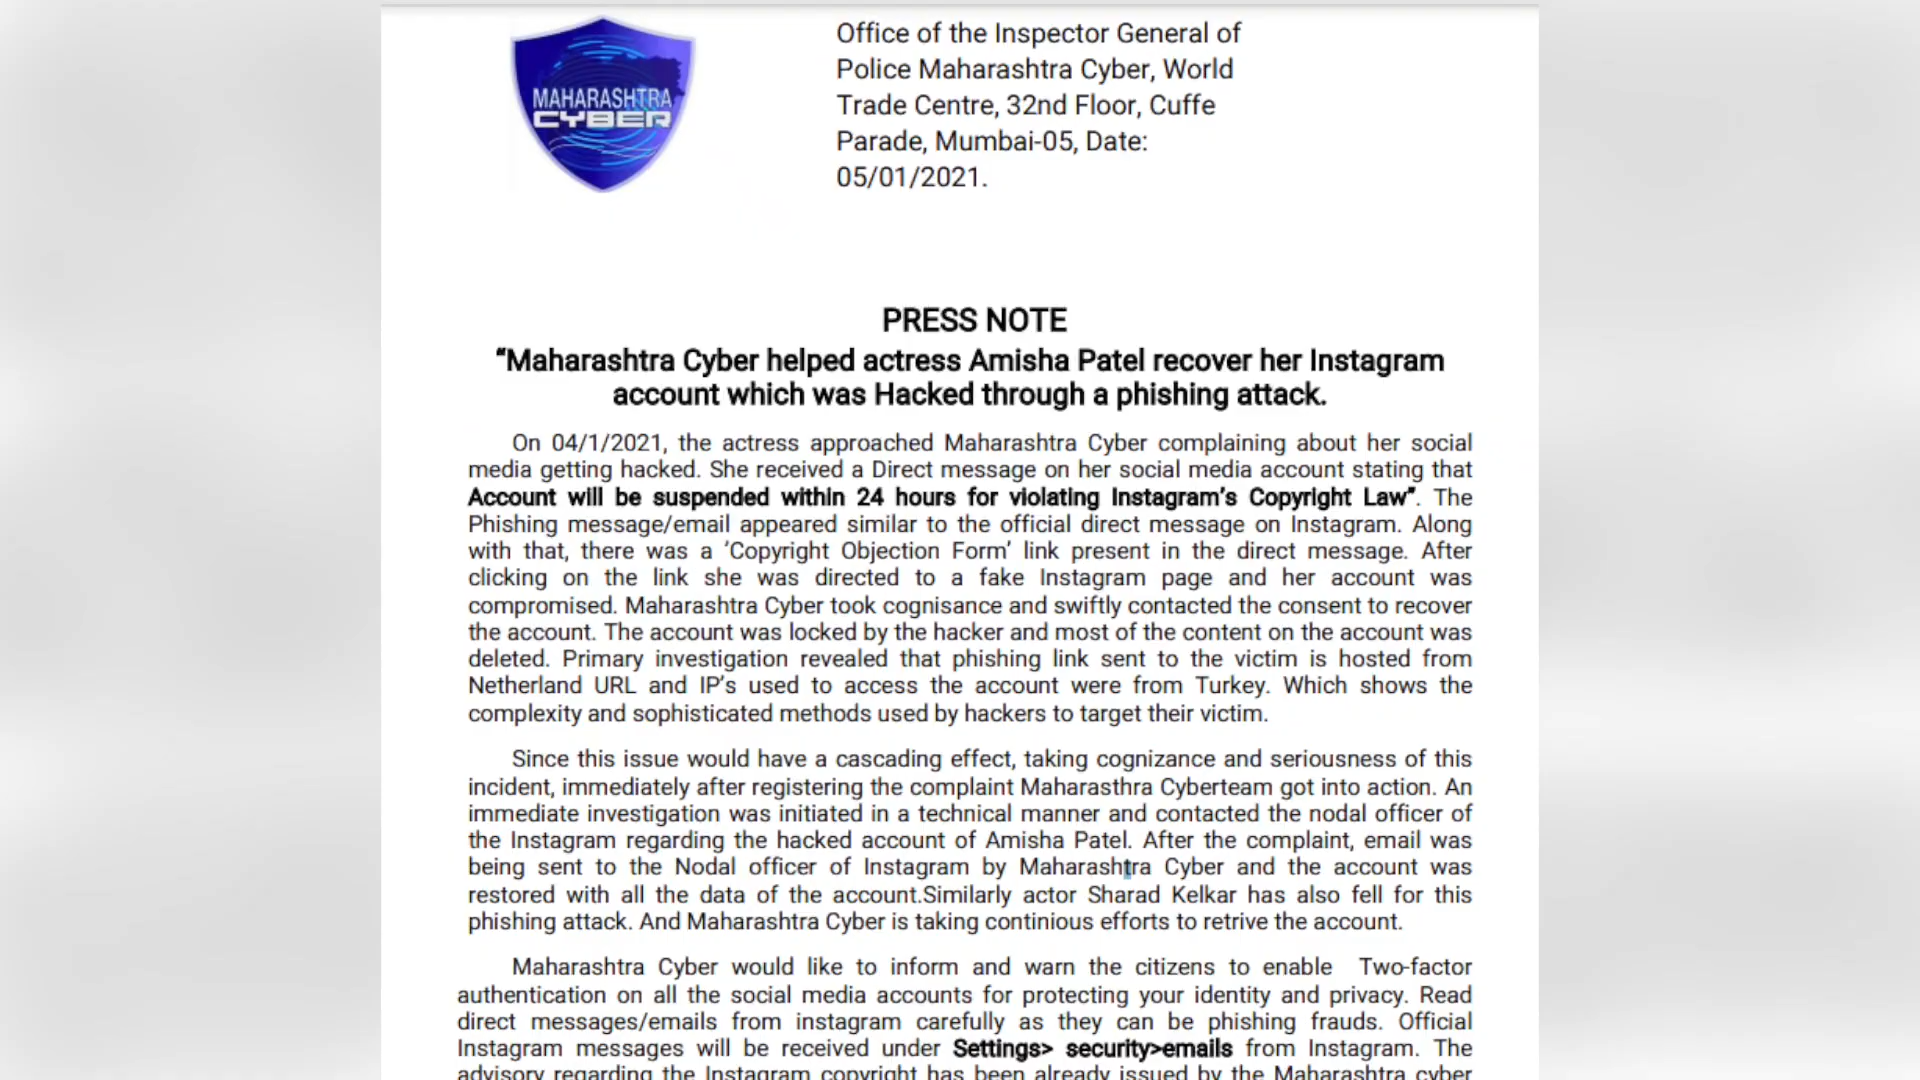 MAHARASHTRA
CYBER
Office of the Inspector General of
Police Maharashtra Cyber, World
Trade Centre, 32nd Floor, Cuffe
Parade, Mumbai-05, Date:
05/01/2021.
PRESS NOTE
“Maharashtra Cyber helped actress Amisha Patel recover her Instagram
account which was Hacked through a phishing attack.
On 04/1/2021, the actress approached Maharashtra Cyber complaining about her social
media getting hacked. She received a Direct message on her social media account stating that
Account will be suspended within 24 hours for violating Instagram’s Copyright Law”. The
Phishing message/email appeared similar to the official direct message on Instagram. Along
with that, there was a ‘Copyright Objection Form’ link present in the direct message. After
clicking on the link she was directed to a fake Instagram page and her account was
compromised. Maharashtra Cyber took cognisance and swiftly contacted the consent to recover
the account. The account was locked by the hacker and most of the content on the account was
deleted. Primary investigation revealed that phishing link sent to the victim is hosted from
Netherland URL and IP’s used to access the account were from Turkey. Which shows the
complexity and sophisticated methods used by hackers to target their victim.
Since this issue would have a cascading effect, taking cognizance and seriousness of this
incident, immediately after registering the complaint Maharasthra Cyberteam got into action. An
immediate investigation was initiated in a technical manner and contacted the nodal officer of
the Instagram regarding the hacked account of Amisha Patel. After the complaint, email was
being sent to the Nodal officer of Instagram by Maharashtra Cyber and the account was
restored with all the data of the account.Similarly actor Sharad Kelkar has also fell for this
phishing attack. And Maharashtra Cyber is taking continious efforts to retrive the account.
Maharashtra Cyber would like to inform and warn the citizens to enable Two-factor
authentication on all the social media accounts for protecting your identity and privacy. Read
direct messages/emails from instagram carefully as they can be phishing frauds. Official
Instagram messages will be received under Settings> security>emails from Instagram. The
advisory regarding the Instagram copyright has been already issued by the Maharashtra cyber